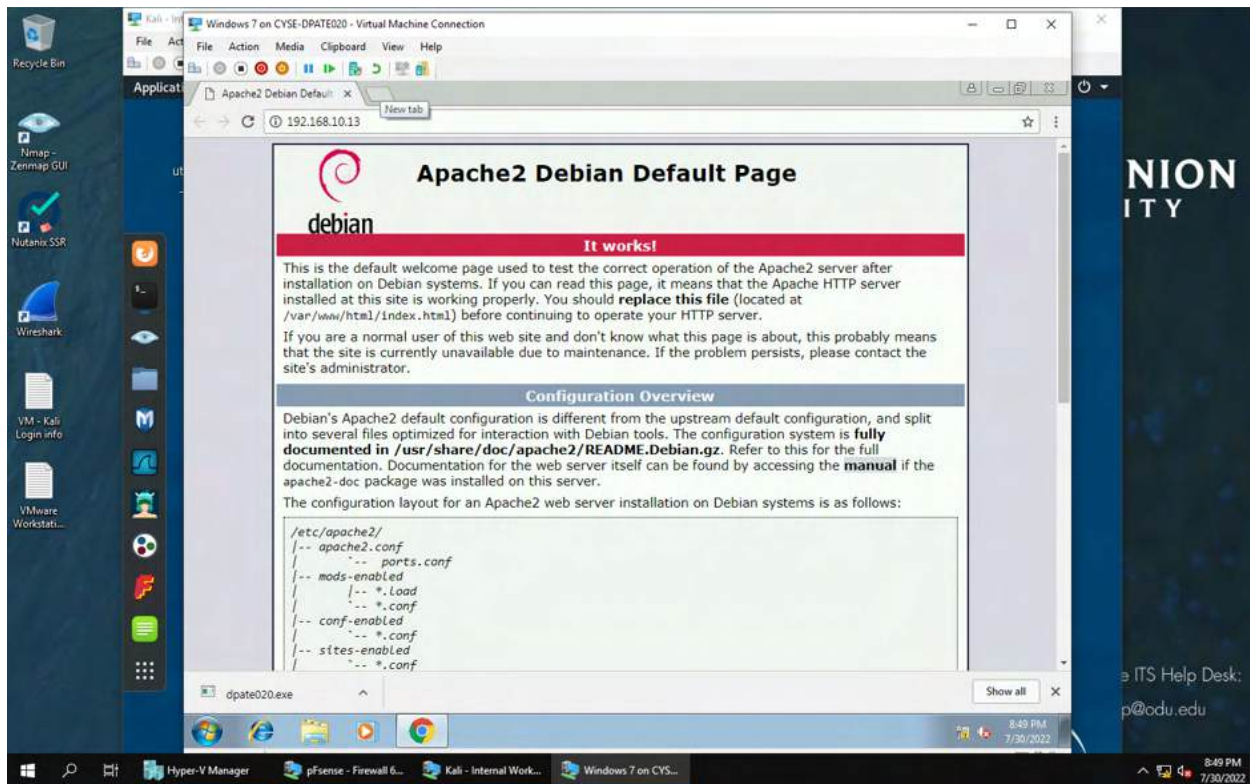 Recycle Bin
Nmap -
Zenmap GUI
Nutanix SSR
Wireshark
VM - Kali
Login info
VMware
Workstati...
Kali - Int
File Act
Applicati
ut
Windows 7 on CYSE-DPATE020 - Virtual Machine Connection
File Action Media Clipboard View Help
Apache2 Debian Default
New tab
192.168.10.13
debian
Apache2 Debian Default Page
It works!
This is the default welcome page used to test the correct operation of the Apache2 server after
installation on Debian systems. If you can read this page, it means that the Apache HTTP server
installed at this site is working properly. You should replace this file (located at
/var/www/html/index.html) before continuing to operate your HTTP server.
If you are a normal user of this web site and don't know what this page is about, this probably means
that the site is currently unavailable due to maintenance. If the problem persists, please contact the
site's administrator.
Configuration Overview
Debian's Apache2 default configuration is different from the upstream default configuration, and split
into several files optimized for interaction with Debian tools. The configuration system is fully
documented in /usr/share/doc/apache2/README.Debian.gz. Refer to this for the full
documentation. Documentation for the web server itself can be found by accessing the manual if the
apache2-doc package was installed on this server.
The configuration layout for an Apache2 web server installation on Debian systems is as follows:
/etc/apache2/
|-- apache2.conf
|       `--  ports.conf
|-- mods-enabled
|       |-- *.load
|       `-- *.conf
|-- conf-enabled
|       `-- *.conf
|-- sites-enabled
|       `-- *.conf
dpate020.exe
Show all
8:49 PM
7/30/2022
NION
ITY
e ITS Help Desk:
p@odu.edu
Hyper-V Manager
pfsense - Firewall 6...
Kali - Internal Work...
Windows 7 on CYS...
8:49 PM
7/30/2022